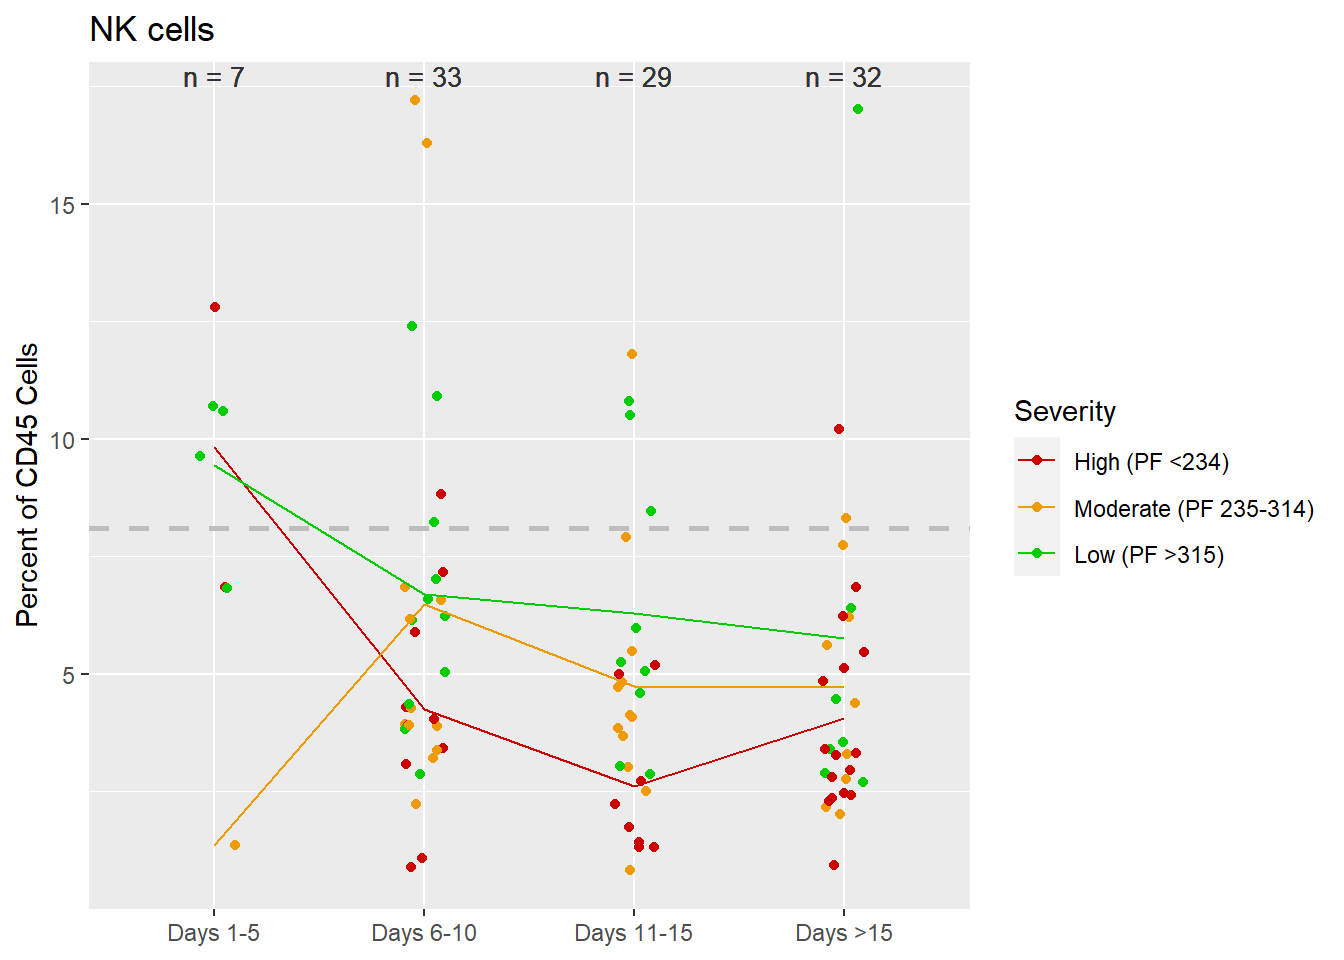 NK cells
n = 7
n = 33
n = 29
n = 32
15
10
5
Percent of CD45 Cells
Days 1-5
Days 6-10
Days 11-15
Days >15
Severity
High (PF <234)
Moderate (PF 235-314)
Low (PF >315)